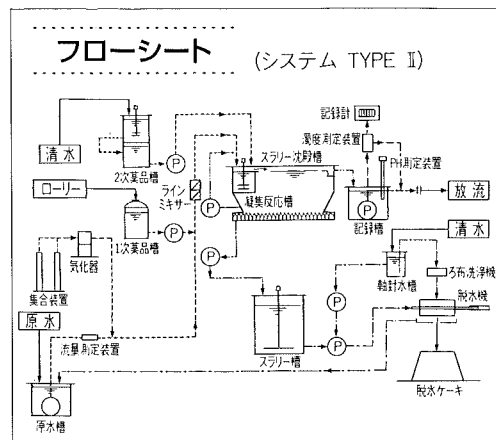 フローシート
(システム TYPE Ⅱ)
記録計
濁度測定装置
スラリー沈殿槽
PH測定装置
清水
2次薬品槽
P
ライン
ミキサー
凝集反応槽
P
放流
ローリー
1次薬品槽
P
P
記録槽
清水
気化器
P
軸封水槽
ろ布洗浄機
集合装置
脱水機
P
原水
流量測定装置
スラリー槽
P
原水槽
脱水ケーキ